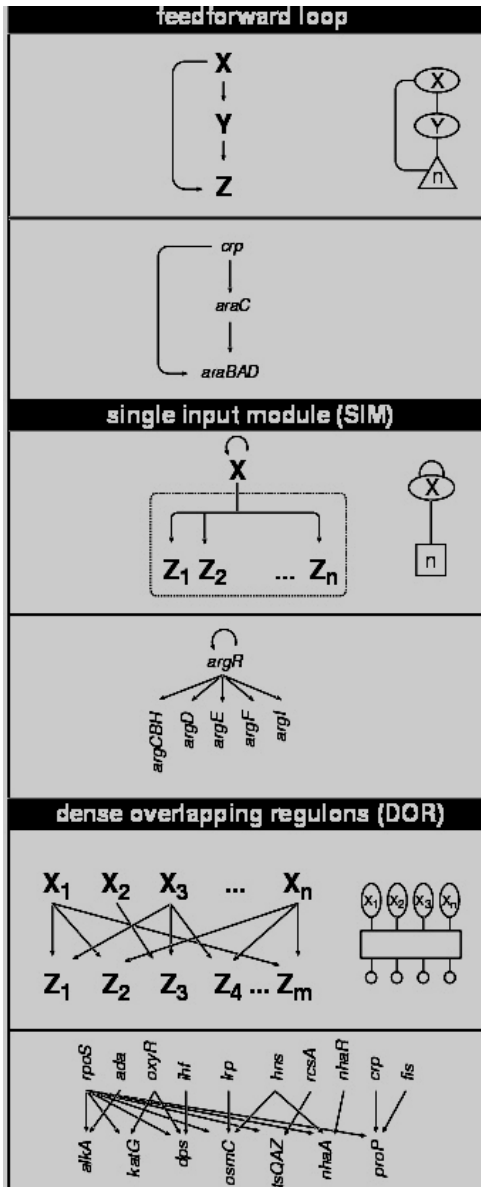 feedforward loop
X
X
Y
Y
Z
n
crp
araC
araBAD
single input module (SIM)
X
X
Z1 Z2 ... Zn
n
argR
argCBH argD argE argF argI
dense overlapping regulons (DOR)
X1 X2 X3 ... Xn
X1 X2 X3 Xn
Z1 Z2 Z3 Z4 ... Zm
rpoS ada oxyR ihf lrp hns rcsA nhaR crp fis
alkA katG dps osmC tsQAZ nhaA proP